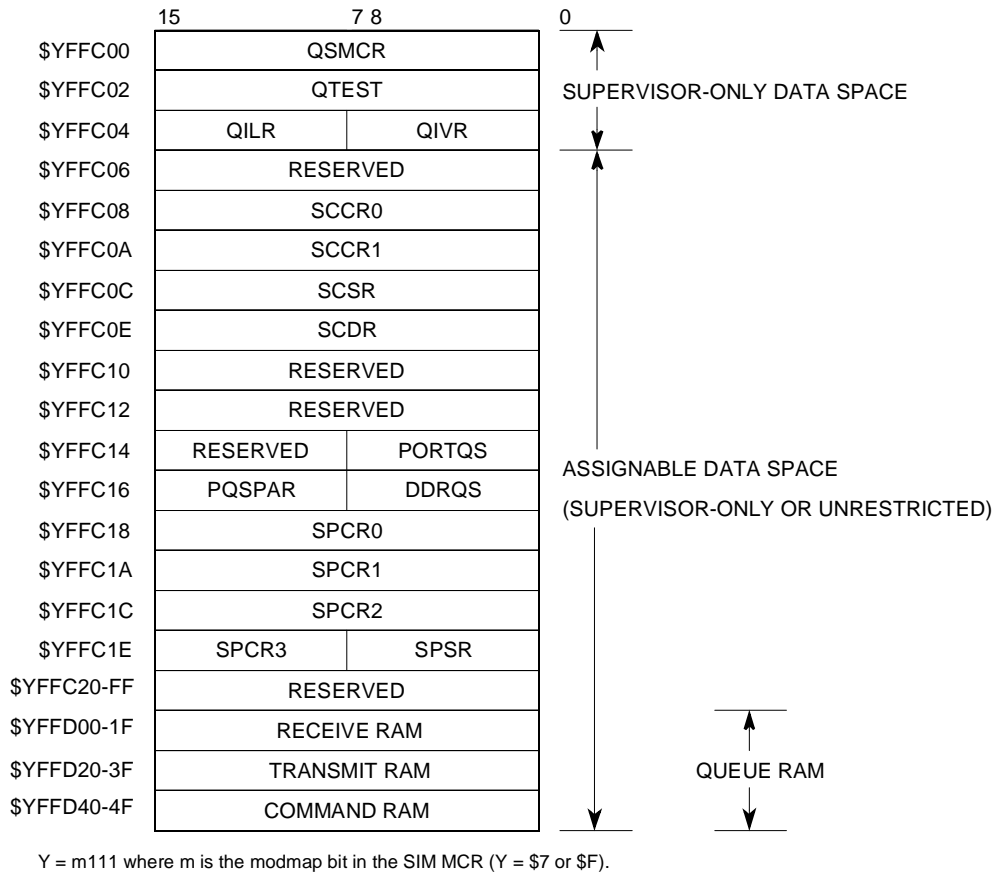 15 7 8 0
$YFFC00 QSMCR
$YFFC02 QTEST SUPERVISOR-ONLY DATA SPACE
$YFFC04 QILR QIVR
$YFFC06 RESERVED
$YFFC08 SCCR0
$YFFC0A SCCR1
$YFFC0C SCSR
$YFFC0E SCDR
$YFFC10 RESERVED
$YFFC12 RESERVED
$YFFC14 RESERVED PORTQS
ASSIGNABLE DATA SPACE
$YFFC16 PQSPAR DDRQS
(SUPERVISOR-ONLY OR UNRESTRICTED)
$YFFC18 SPCR0
$YFFC1A SPCR1
$YFFC1C SPCR2
$YFFC1E SPCR3 SPSR
$YFFC20-FF RESERVED
$YFFD00-1F RECEIVE RAM
$YFFD20-3F TRANSMIT RAM QUEUE RAM
$YFFD40-4F COMMAND RAM
Y = m111 where m is the modmap bit in the SIM MCR (Y = $7 or $F).